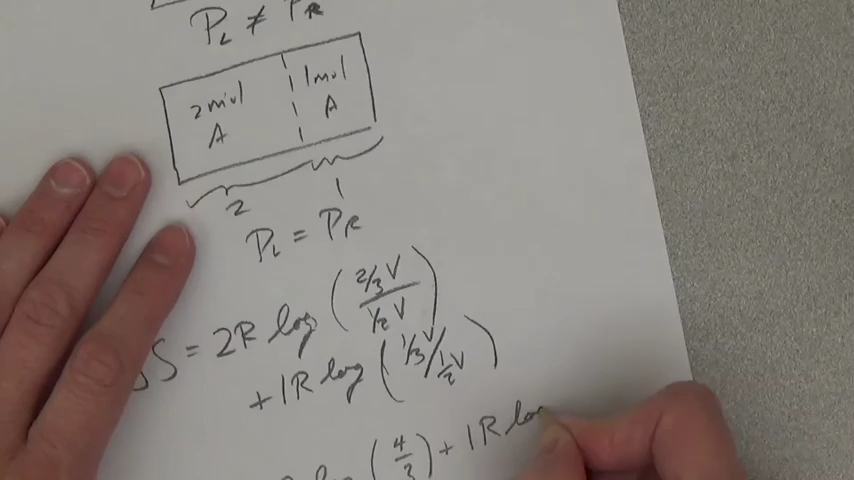 P_L ≠ P_R
2 mol 1 mol
A A
2 1
P_L = P_R
S = 2R log ( 2/3 V / 1/2 V )
+ 1R log ( 1/3 V / 1/2 V )
( 4/3 ) + 1R log